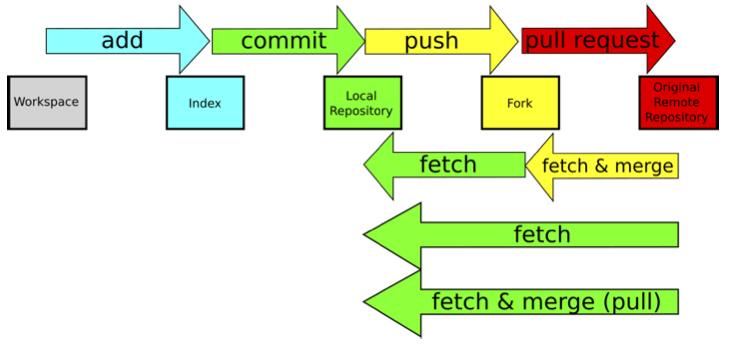 add
commit
push
pull request
Workspace
Index
Local
Repository
Fork
Original
Remote
Repository
fetch
fetch & merge
fetch
fetch & merge (pull)